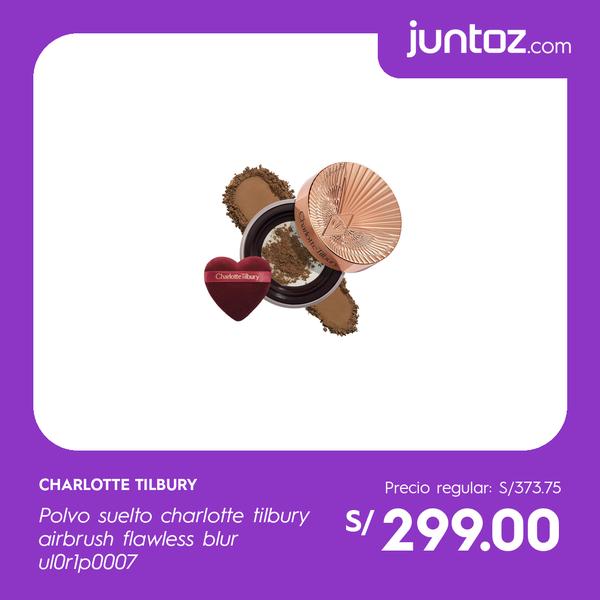 juntoz.com
Charlotte Tilbury
CharlotteTilbury
CHARLOTTE TILBURY
Polvo suelto charlotte tilbury
airbrush flawless blur
ul0r1p0007
Precio regular: S/373.75
S/ 299.00